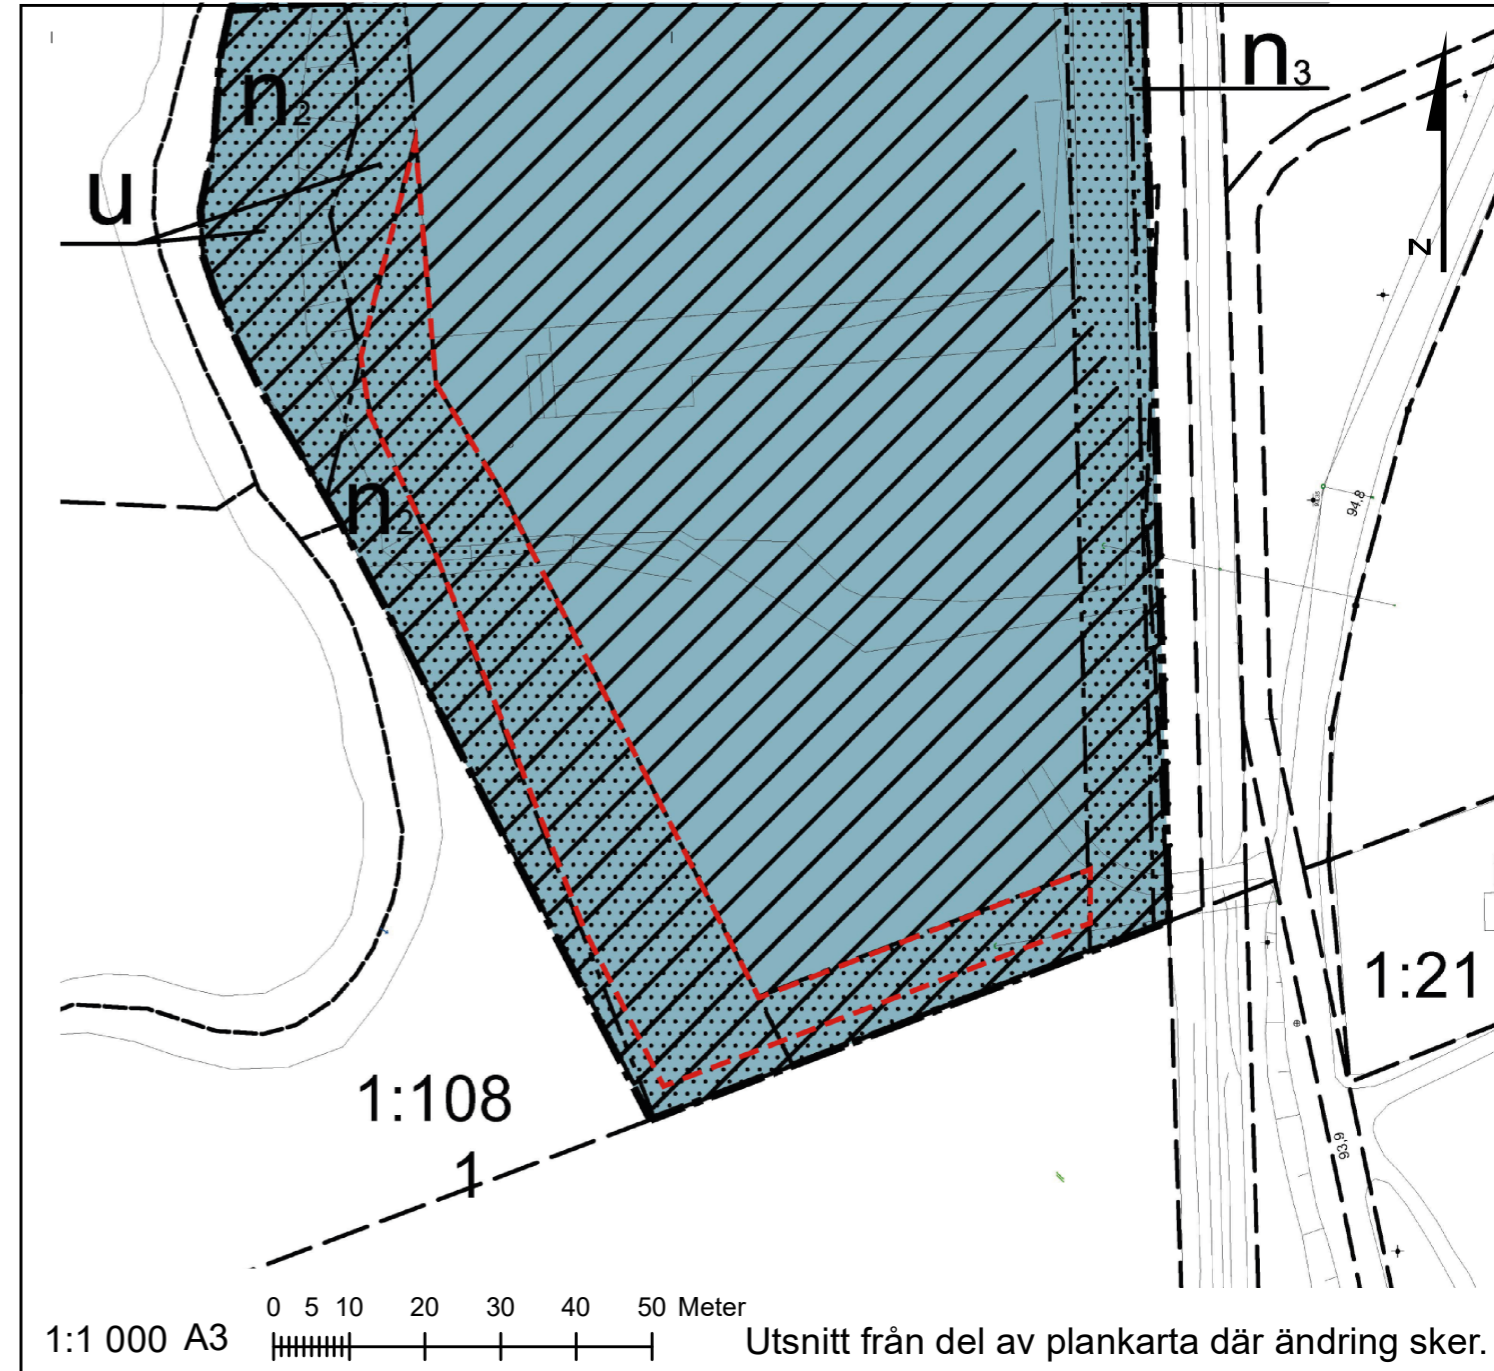 n3
n2
u
N
94.8
n2
1:21
1:108
1
93.9
0 5 10 20 30 40 50 Meter
1:1 000 A3
Utsnitt från del av plankarta där ändring sker.